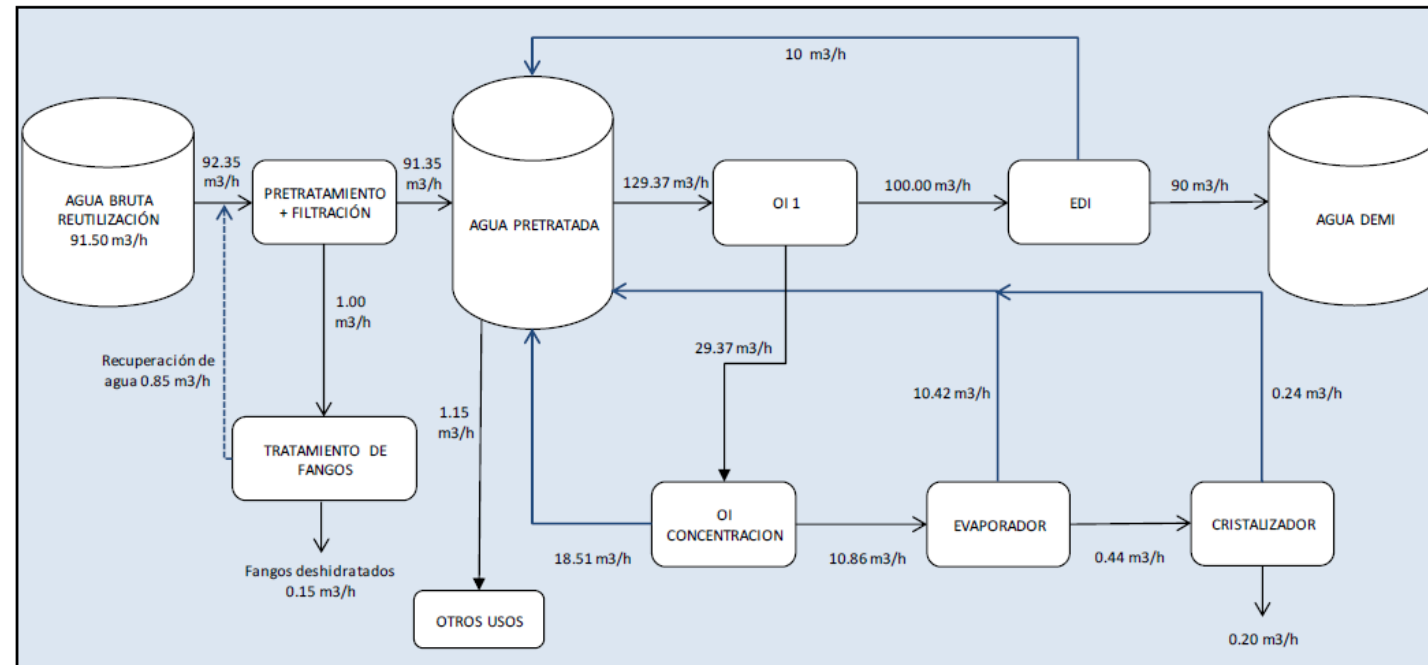 10 m3/h
92.35
m3/h
91.35
m3/h
AGUA BRUTA
REUTILIZACIÓN
91.50 m3/h
PRETRATAMIENTO
+ FILTRACIÓN
AGUA PRETRATADA
129.37 m3/h
OI 1
100.00 m3/h
EDI
90 m3/h
AGUA DEMI
1.00
m3/h
Recuperación de
agua 0.85 m3/h
29.37 m3/h
10.42 m3/h
0.24 m3/h
1.15
m3/h
TRATAMIENTO DE
FANGOS
OI
CONCENTRACION
EVAPORADOR
CRISTALIZADOR
18.51 m3/h
10.86 m3/h
0.44 m3/h
Fangos deshidratados
0.15 m3/h
OTROS USOS
0.20 m3/h